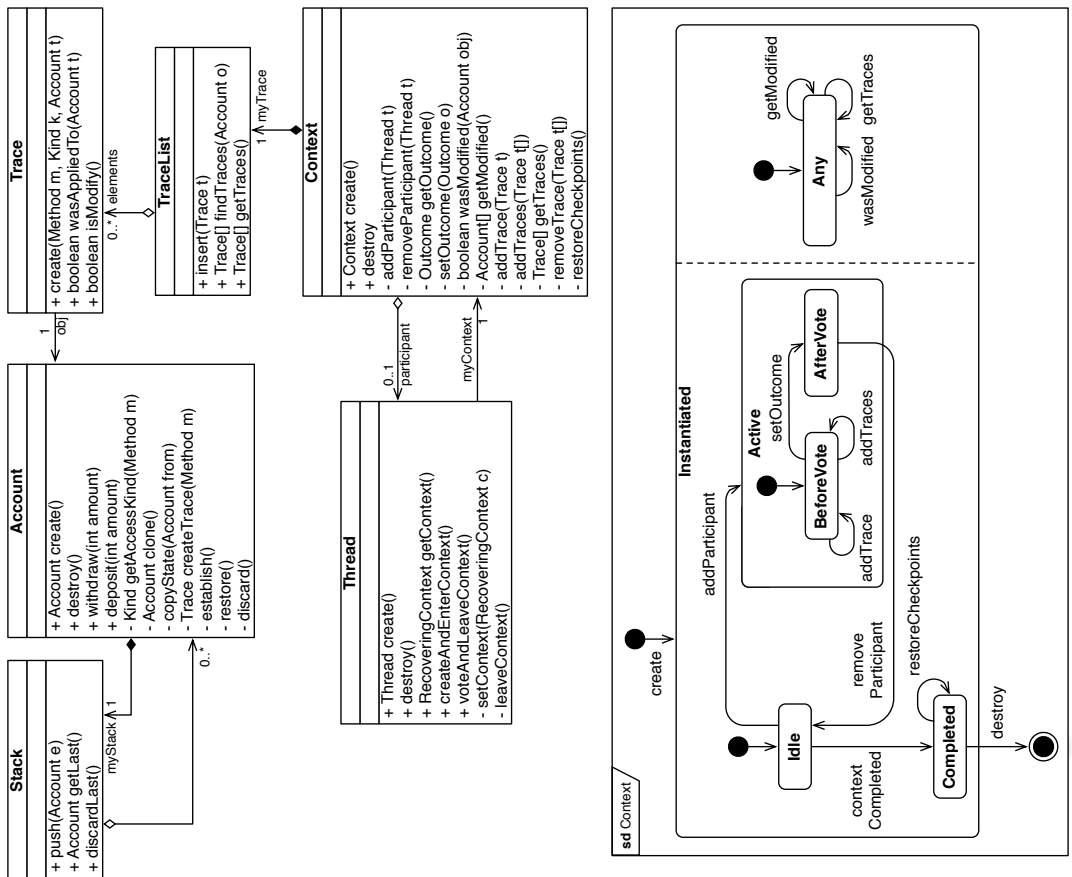 Stack
+ push(Account e)
+ Account getLast()
+ discardLast()
myStack
1
0..*
Account
+ Account create()
+ destroy()
+ withdraw(int amount)
+ deposit(int amount)
- Kind getAccessKind(Method m)
- Account clone()
- copyState(Account from)
- Trace createTrace(Method m)
- establish()
- restore()
- discard()
1
obj
Trace
+ create(Method m, Kind k, Account t)
+ boolean wasAppliedTo(Account t)
+ boolean isModify()
0..*
elements
TraceList
+ insert(Trace t)
+ Trace[] findTraces(Account o)
+ Trace[] getTraces()
1
myTrace
Thread
+ Thread create()
+ destroy()
+ RecoveringContext getContext()
+ createAndEnterContext()
+ voteAndLeaveContext()
- setContext(RecoveringContext c)
- leaveContext()
0..1
participant
myContext
1
Context
+ Context create()
+ destroy
- addParticipant(Thread t)
- removeParticipant(Thread t)
- Outcome getOutcome()
- setOutcome(Outcome o)
- boolean wasModified(Account obj)
- Account[] getModified()
- addTrace(Trace t)
- addTraces(Trace t[])
- Trace[] getTraces()
- removeTrace(Trace t[])
- restoreCheckpoints()
sd Context
create
Instantiated
addParticipant
Active
setOutcome
BeforeVote
AfterVote
addTrace
addTraces
Idle
remove
Participant
context
Completed
Completed
restoreCheckpoints
destroy
getModified
Any
wasModified
getTraces